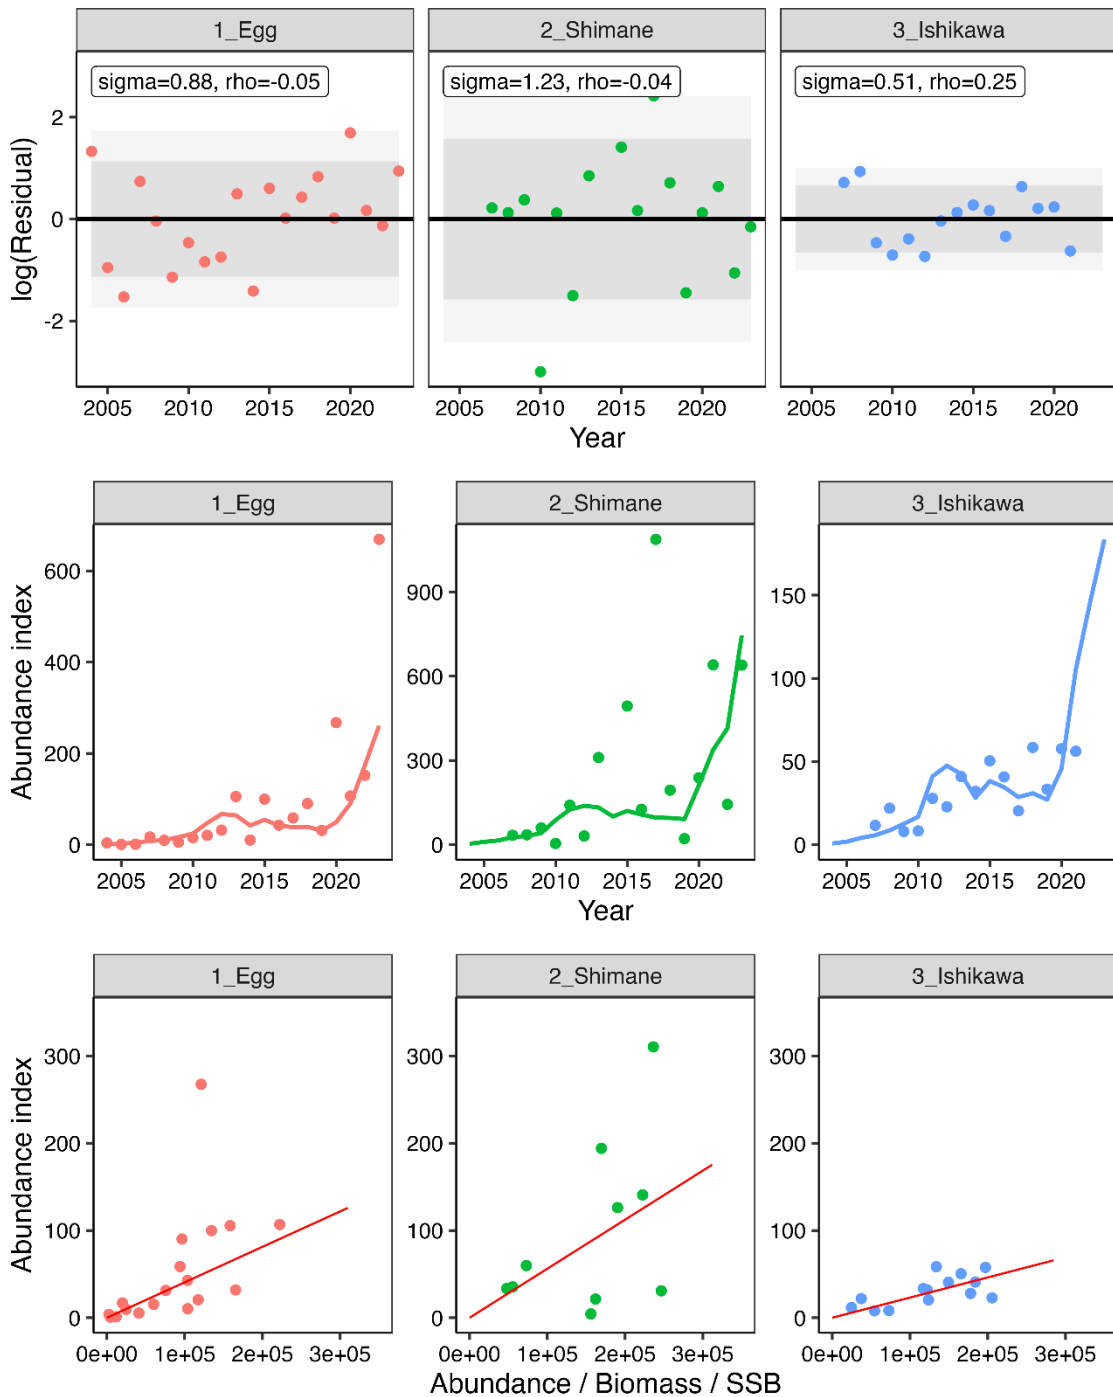 1_Egg 2_Shimane 3_Ishikawa
sigma=0.88, rho=-0.05 sigma=1.23, rho=-0.04 sigma=0.51, rho=0.25
log(Residual)
2
0
-2
2005 2010 2015 2020 2005 2010 2015 2020 2005 2010 2015 2020
Year
1_Egg 2_Shimane 3_Ishikawa
Abundance index
600
400
200
0
900
600
300
0
150
100
50
0
2005 2010 2015 2020 2005 2010 2015 2020 2005 2010 2015 2020
Year
1_Egg 2_Shimane 3_Ishikawa
Abundance index
300
200
100
0
300
200
100
0
300
200
100
0
0e+00 1e+05 2e+05 3e+05 0e+00 1e+05 2e+05 3e+05 0e+00 1e+05 2e+05 3e+05
Abundance / Biomass / SSB